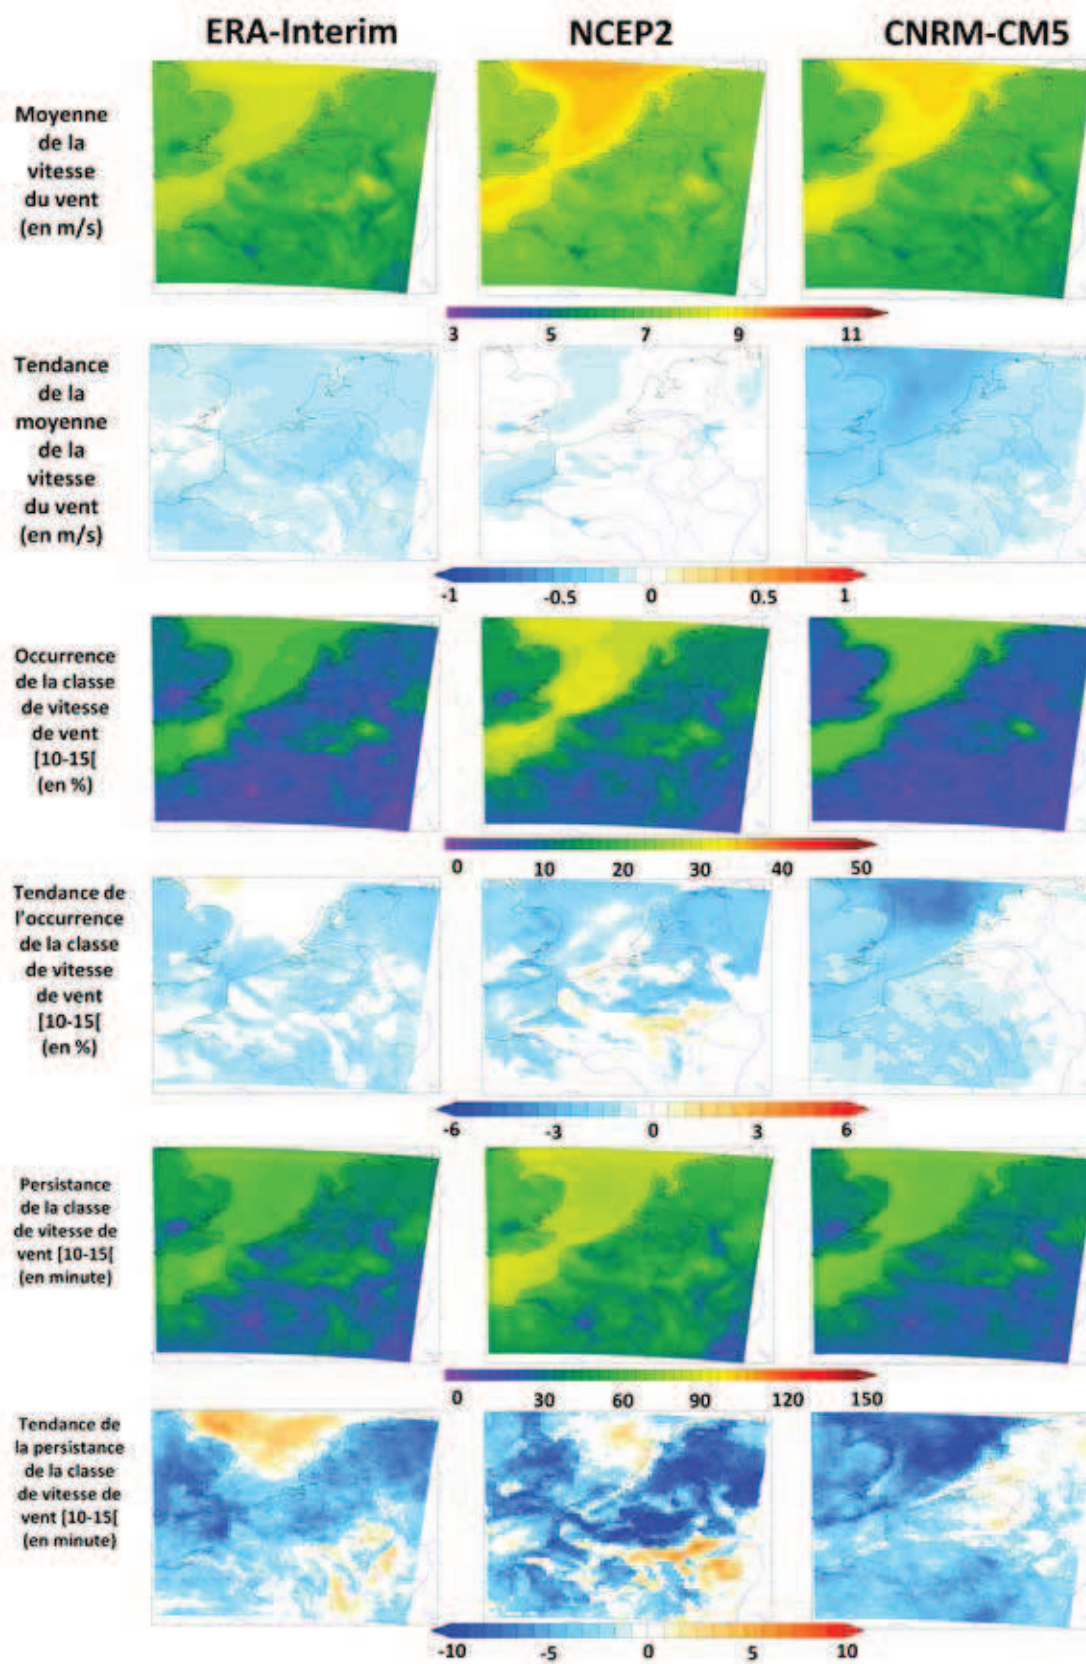 ERA-Interim NCEP2 CNRM-CM5
Moyenne
de la
vitesse
du vent
(en m/s)
3 5 7 9 11
Tendance
de la
moyenne
de la
vitesse
du vent
(en m/s)
-1 -0.5 0 0.5 1
Occurrence
de la classe
de vitesse
de vent
[10-15[
(en %)
0 10 20 30 40 50
Tendance de
l'occurrence
de la classe
de vitesse
de vent
[10-15[
(en %)
-6 -3 0 3 6
Persistance
de la classe
de vitesse de
vent [10-15[
(en minute)
0 30 60 90 120 150
Tendance de
la persistance
de la classe
de vitesse de
vent [10-15[
(en minute)
-10 -5 0 5 10